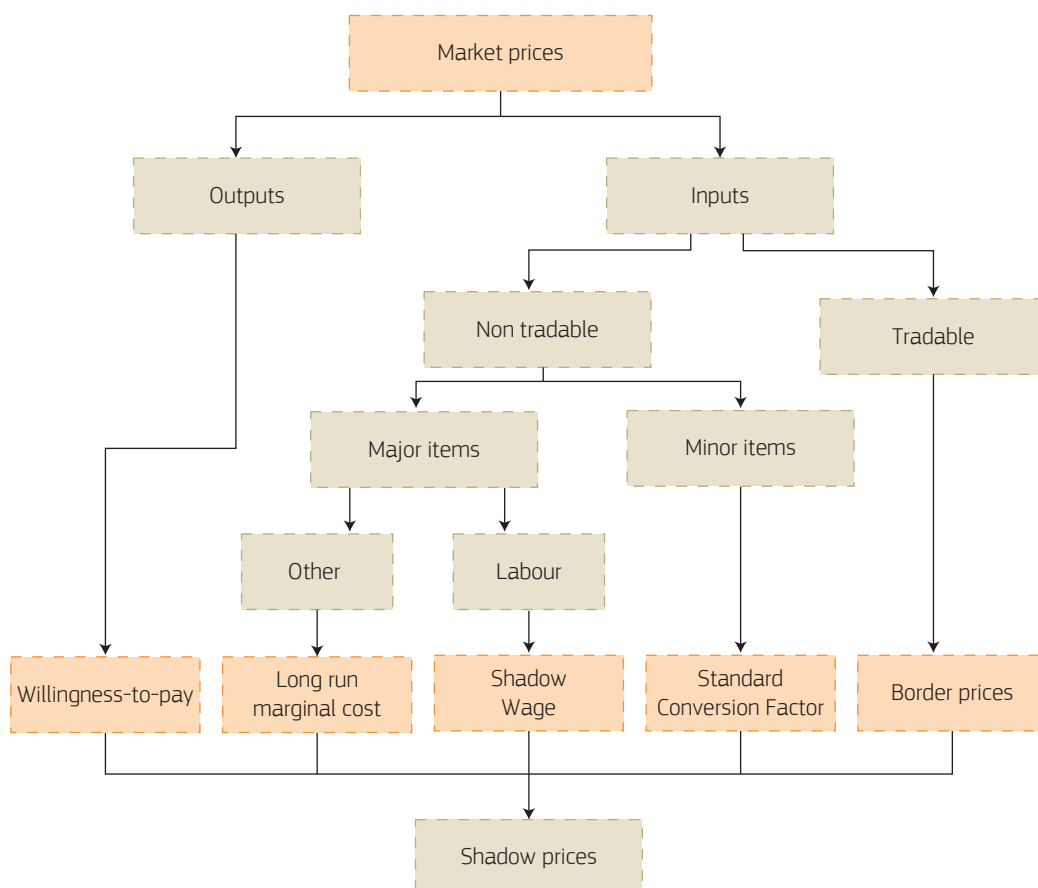 Market prices
Outputs
Inputs
Non tradable
Tradable
Major items
Minor items
Other
Labour
Willingness-to-pay
Long run
marginal cost
Shadow
Wage
Standard
Conversion Factor
Border prices
Shadow prices